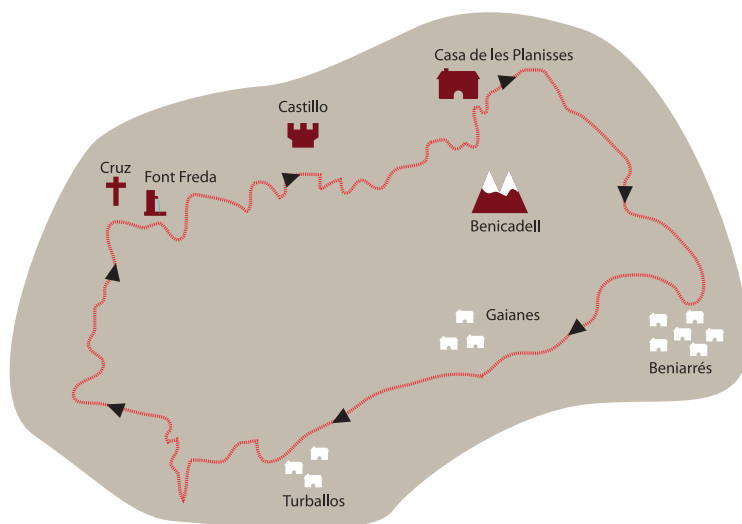 Casa de les Planisses
Castillo
Cruz
Font Freda
Benicadell
Gaianes
Beniarrés
Turballos